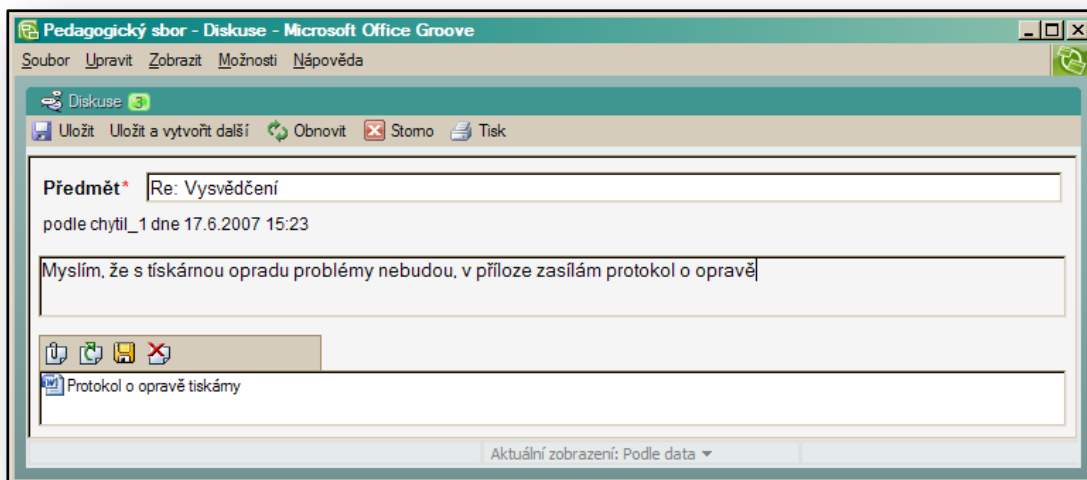 Pedagogický sbor - Diskuse - Microsoft Office Groove
Soubor Upravit Zobrazit Možnosti Nápověda
Diskuse 3
Uložit Uložit a vytvořit další Obnovit Storno Tisk
Předmět* Re: Vysvědčení
podle chytil_1 dne 17.6.2007 15:23
Myslím, že s tískárnou opradu problémy nebudou, v příloze zasílám protokol o opravě
Protokol o opravě tiskárny
Aktuální zobrazení: Podle data